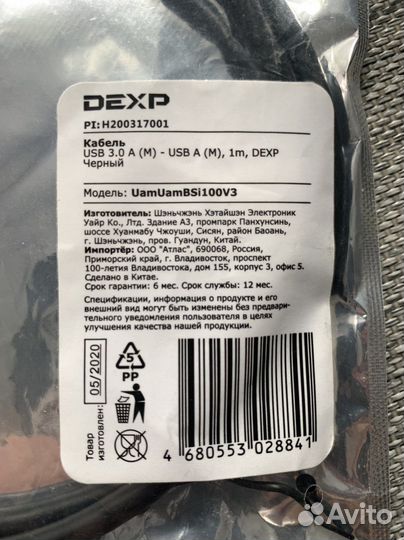 DEXP
PI: H200317001
Кабель
USB 3.0 A (M) - USB A (M), 1m, DEXP
Черный
Модель: UamUamBSi100V3
Изготовитель: Шэньчжэнь Хэтайшэн Электроник
Уайр Ко., Лтд. Здание А3, промпарк Панхунсинь,
шоссе Хуанмабу Чжоуши, Сисян, район Баоань,
г. Шэньчжэнь, пров. Гуандун, Китай.
Импортёр: ООО "Атлас", 690068, Россия,
Приморский край, г. Владивосток, проспект
100-летия Владивостока, дом 155, корпус 3, офис 5.
Сделано в Китае.
Срок гарантии: 6 мес. Срок службы: 12 мес.
Спецификации, информация о продукте и его
внешний вид могут быть изменены без предвари-
тельного уведомления пользователя в целях
улучшения качества нашей продукции.
Товар
изготовлен:
05/2020
5
PP
4 680553 028841
Avito